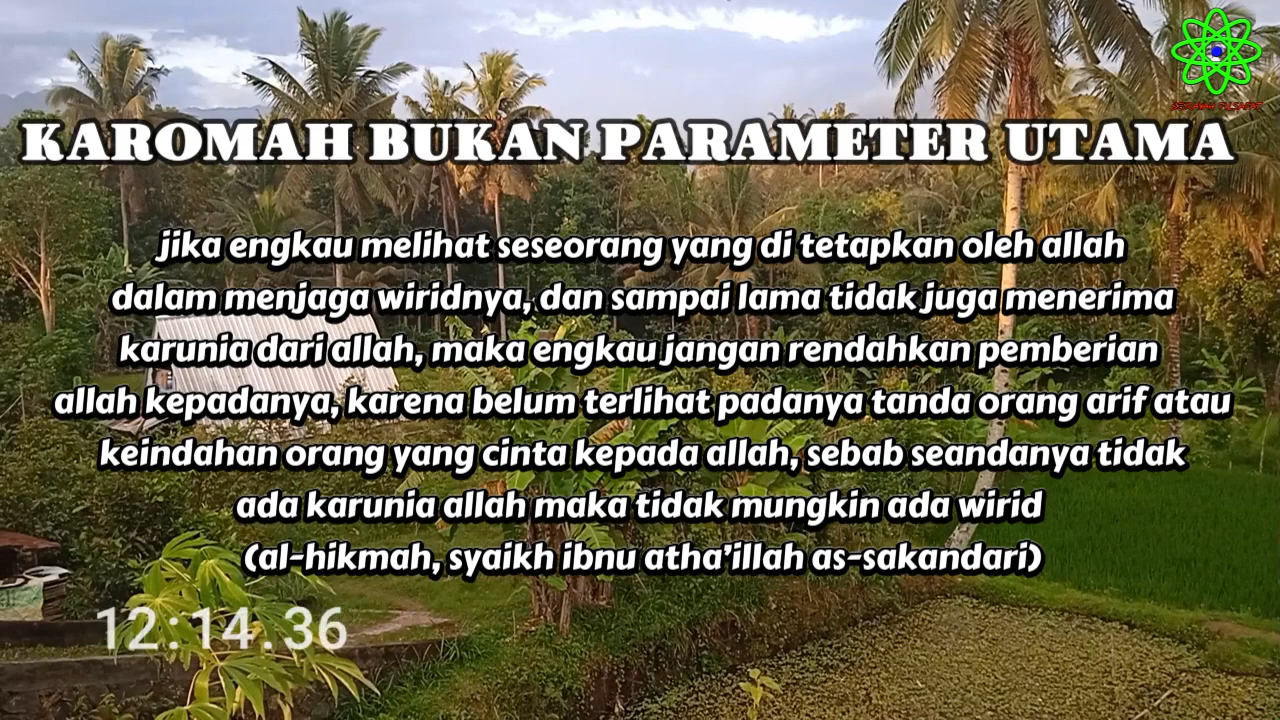 KAROMAH BUKAN PARAMETER UTAMA
jika engkau melihat seseorang yang di tetapkan oleh allah
dalam menjaga wiridnya, dan sampai lama tidak juga menerima
karunia dari allah, maka engkau jangan rendahkan pemberian
allah kepadanya, karena belum terlihat padanya tanda orang arif atau
keindahan orang yang cinta kepada allah, sebab seandanya tidak
ada karunia allah maka tidak mungkin ada wirid
(al-hikmah, syaikh ibnu atha'illah as-sakandari)
12:14.36